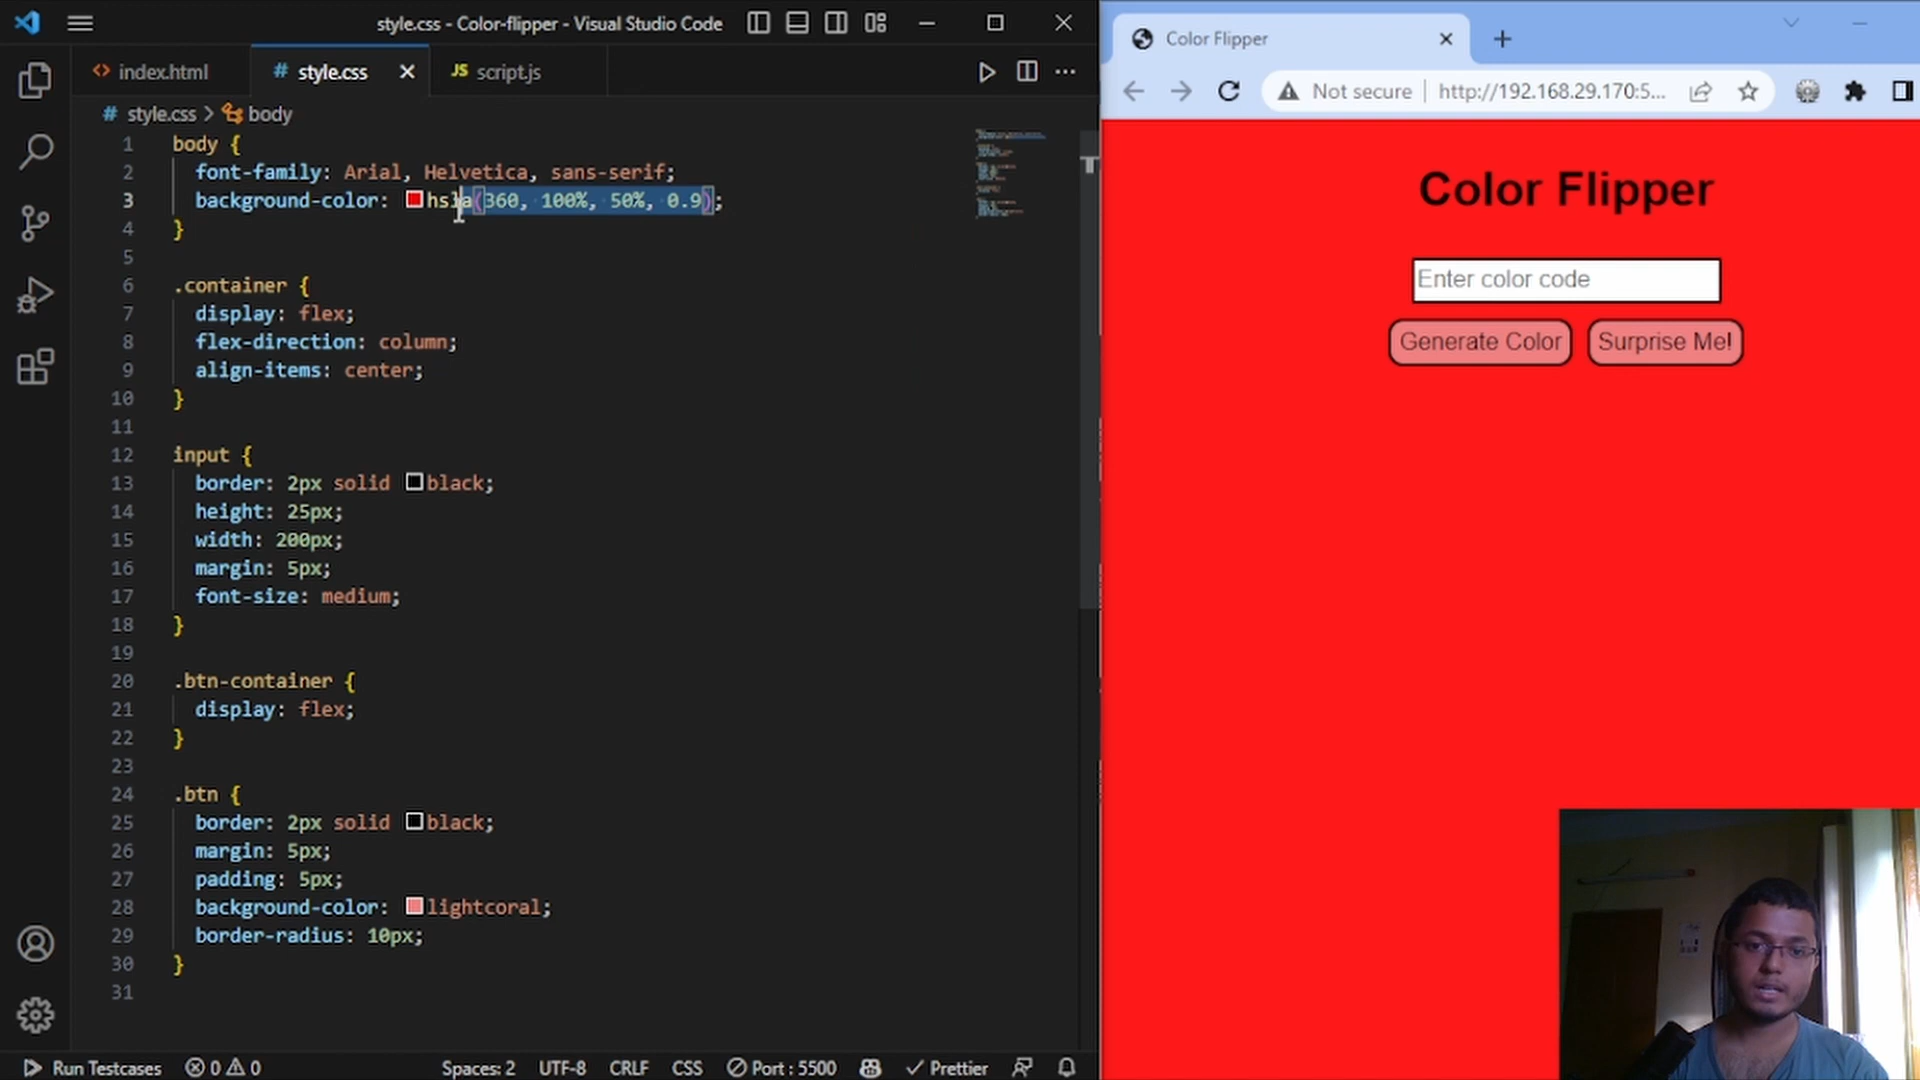 style.css - Color-flipper - Visual Studio Code
index.html
# style.css
JS script.js
# style.css > body
1 body {
2 font-family: Arial, Helvetica, sans-serif;
3 background-color: hsla(360, 100%, 50%, 0.9);
4 }
5
6 .container {
7 display: flex;
8 flex-direction: column;
9 align-items: center;
10 }
11
12 input {
13 border: 2px solid black;
14 height: 25px;
15 width: 200px;
16 margin: 5px;
17 font-size: medium;
18 }
19
20 .btn-container {
21 display: flex;
22 }
23
24 .btn {
25 border: 2px solid black;
26 margin: 5px;
27 padding: 5px;
28 background-color: lightcoral;
29 border-radius: 10px;
30 }
31
Run Testcases 0 0 Spaces: 2 UTF-8 CRLF CSS Port : 5500 Prettier
Color Flipper
Not secure http://192.168.29.170:5...
Color Flipper
Enter color code
Generate Color
Surprise Me!